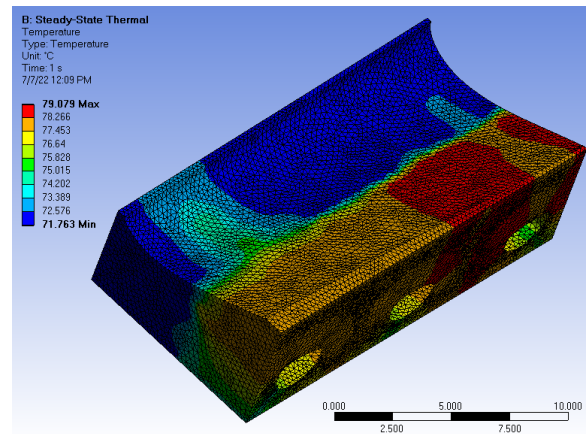 B: Steady-State Thermal
Temperature
Type: Temperature
Unit: °C
Time: 1 s
7/7/22 12:09 PM
79.079 Max
78.266
77.453
76.64
75.828
75.015
74.202
73.389
72.576
71.763 Min
0.000 5.000 10.000
2.500 7.500